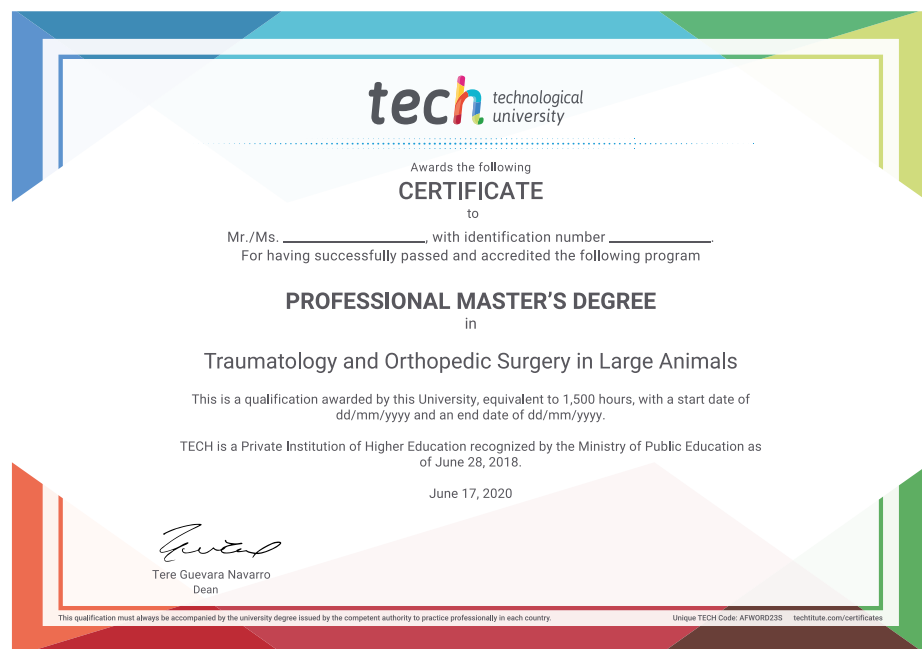 tech technological
university
Awards the following
CERTIFICATE
to
Mr./Ms. ____________________, with identification number ______________.
For having successfully passed and accredited the following program
PROFESSIONAL MASTER'S DEGREE
in
Traumatology and Orthopedic Surgery in Large Animals
This is a qualification awarded by this University, equivalent to 1,500 hours, with a start date of
dd/mm/yyyy and an end date of dd/mm/yyyy.
TECH is a Private Institution of Higher Education recognized by the Ministry of Public Education as
of June 28, 2018.
June 17, 2020
Tere Guevara Navarro
Dean
This qualification must always be accompanied by the university degree issued by the competent authority to practice professionally in each country. Unique TECH Code: AFWORD23S techtitute.com/certificates